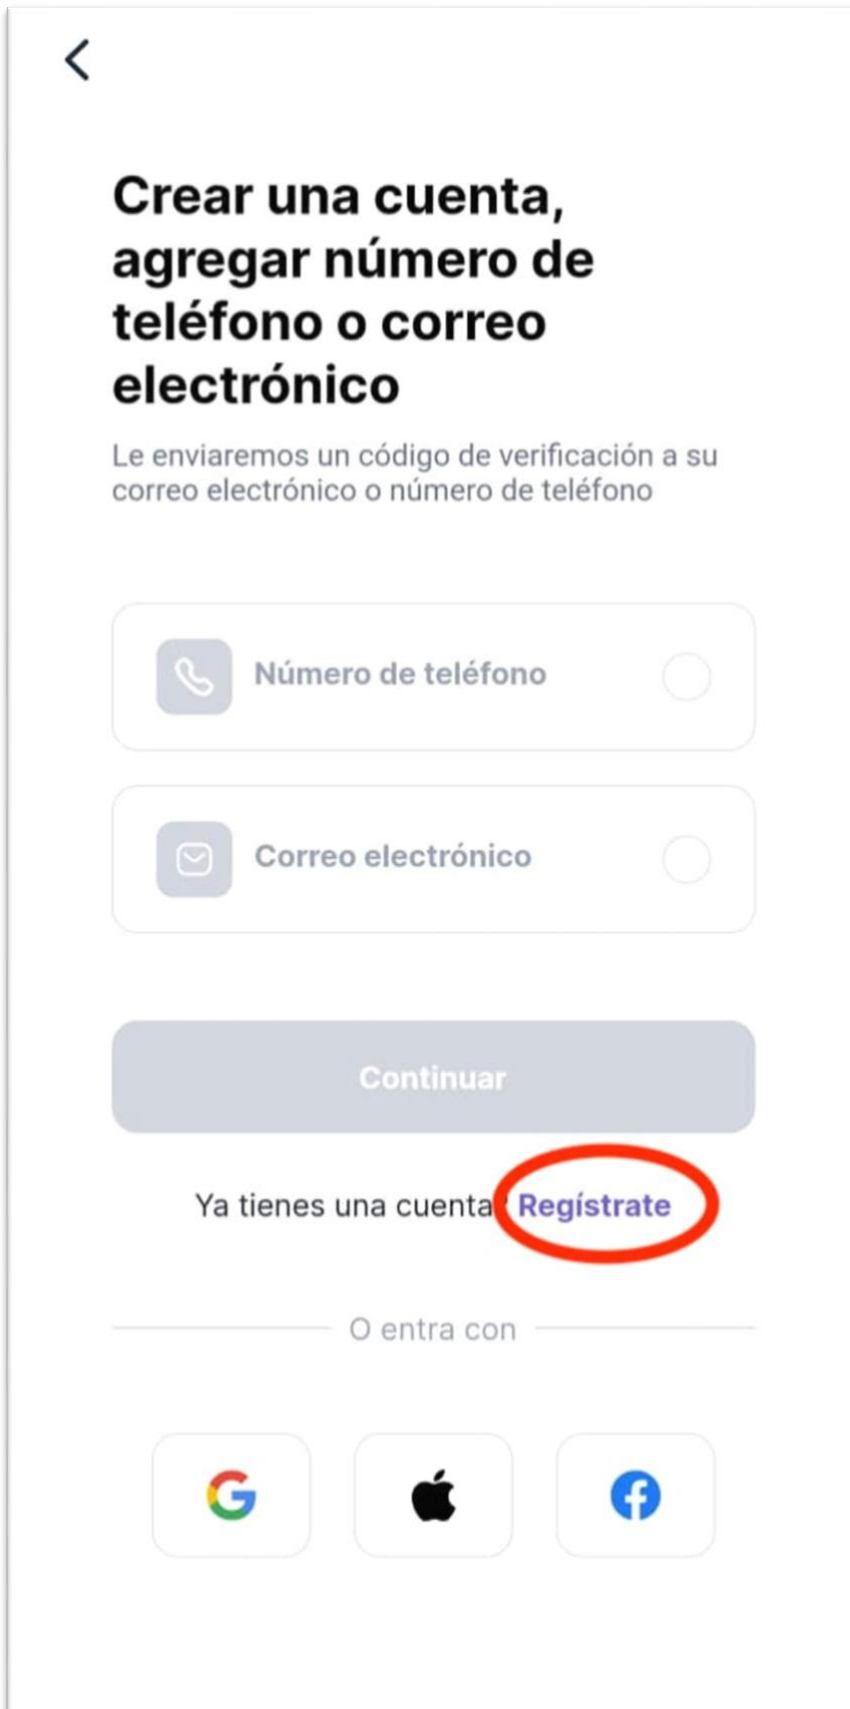 Crear una cuenta,
agregar número de
teléfono o correo
electrónico
Le enviaremos un código de verificación a su
correo electrónico o número de teléfono
Número de teléfono
Correo electrónico
Continuar
Ya tienes una cuenta Regístrate
O entra con